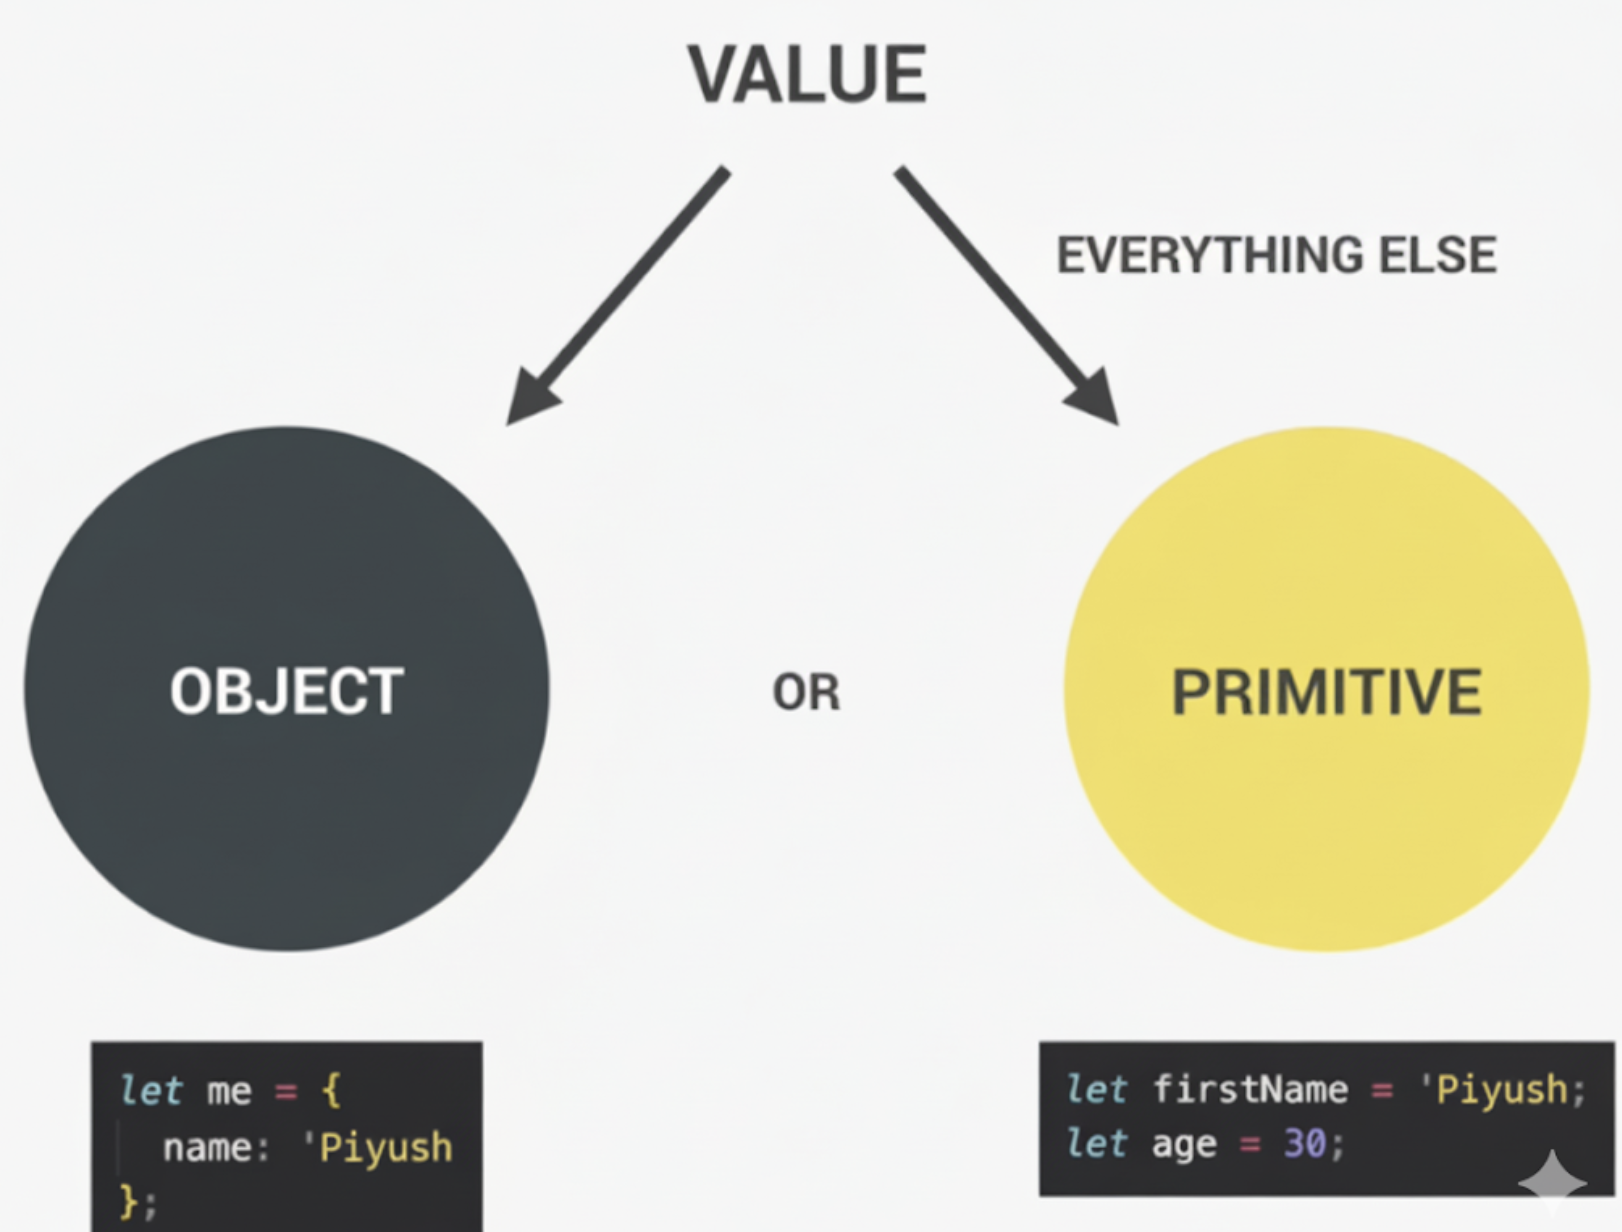 VALUE
EVERYTHING ELSE
OBJECT
OR
PRIMITIVE
let me = {
name: 'Piyush
};
let firstName = 'Piyush;
let age = 30;